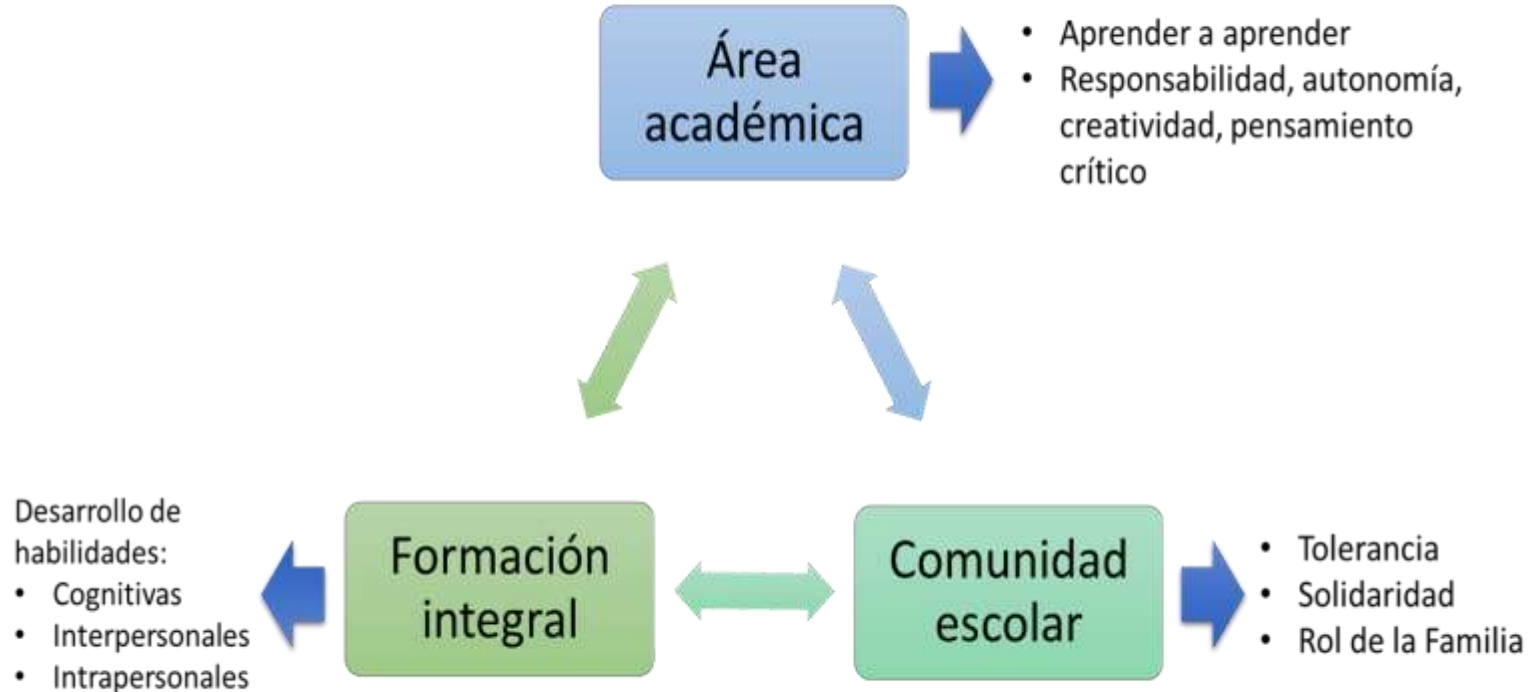 Área
académica
• Aprender a aprender
• Responsabilidad, autonomía,
creatividad, pensamiento
crítico
Desarrollo de
habilidades:
• Cognitivas
• Interpersonales
• Intrapersonales
Formación
integral
Comunidad
escolar
• Tolerancia
• Solidaridad
• Rol de la Familia